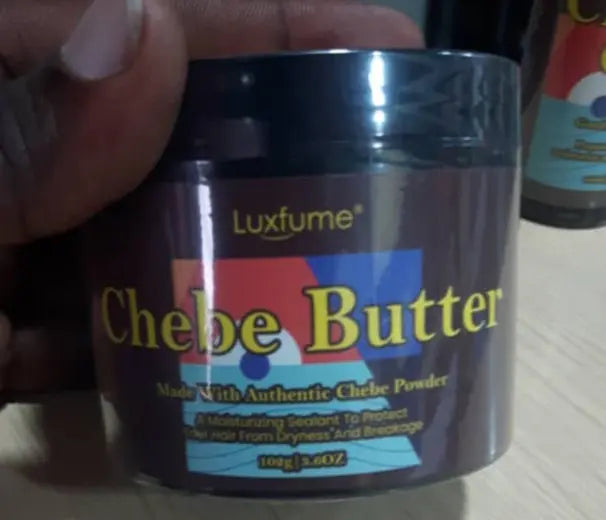 Luxfume®
Chebe Butter
Made With Authentic Chebe Powder
A Moisturizing Sealant To Protect
Hair From Dryness And Breakage
102g | 3.6OZ